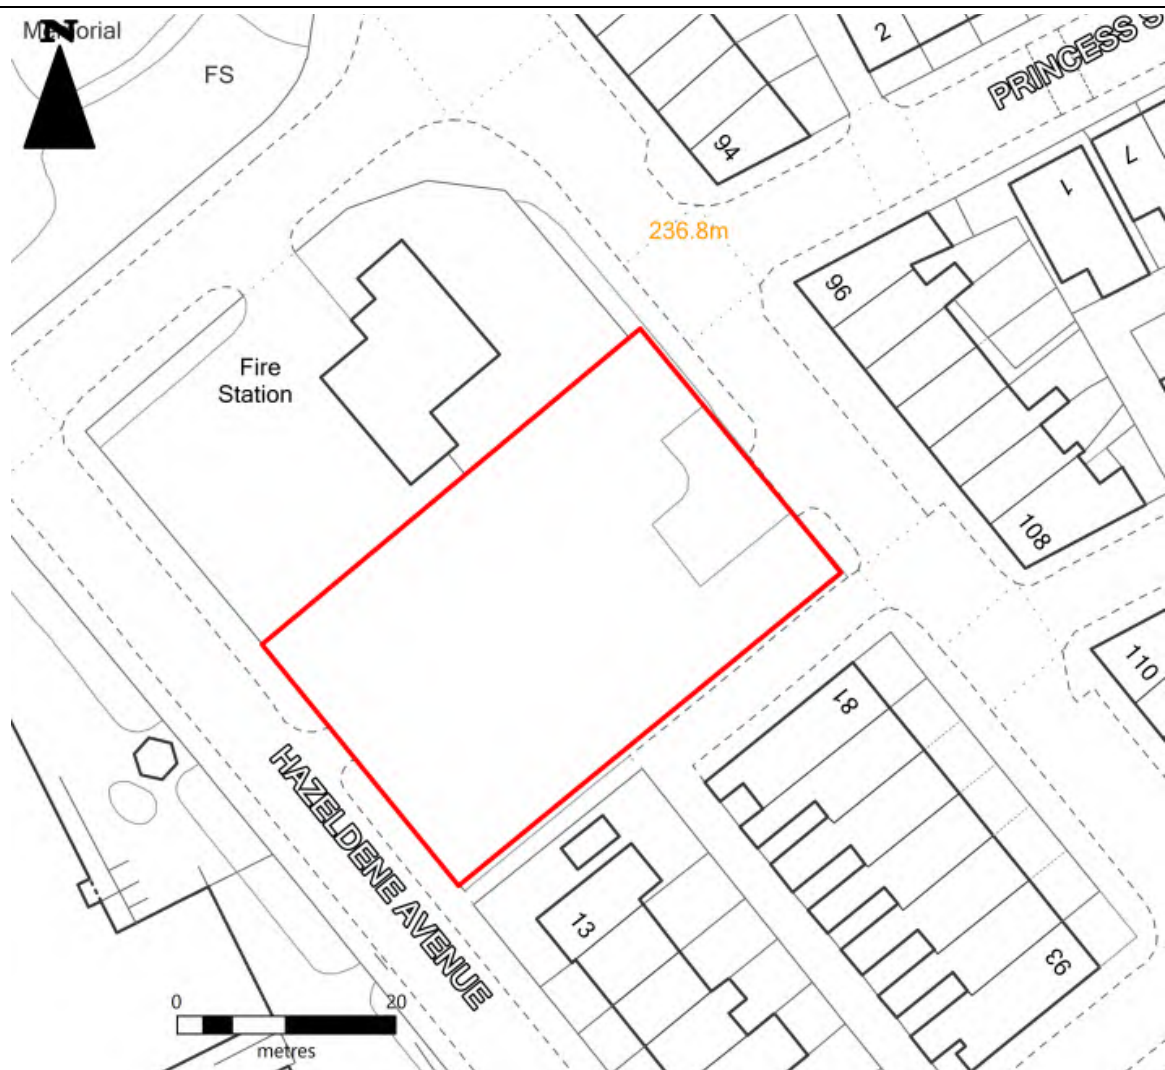 N
FS
2
PRINCESS S
94
1
7
236.8m
96
Fire
Station
108
110
81
HAZELDENE AVENUE
13
93
0 20
metres